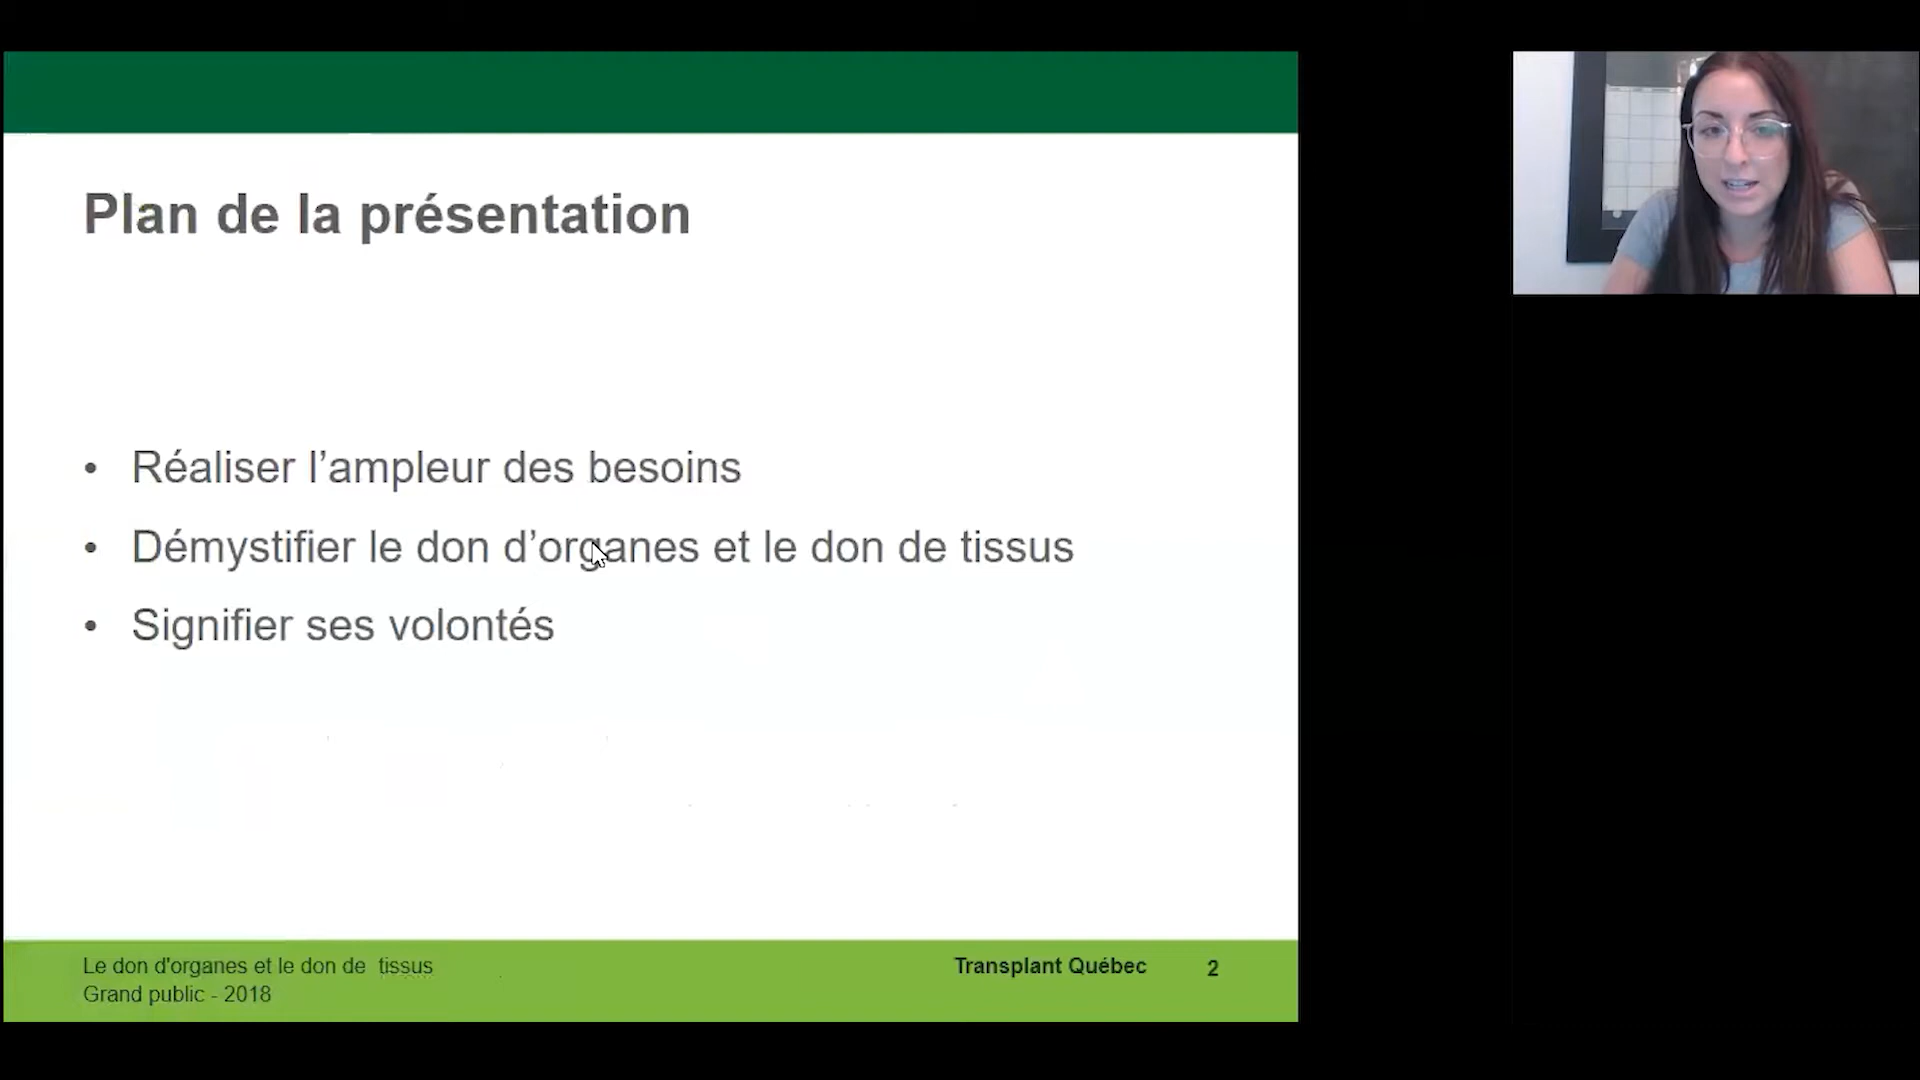 Plan de la présentation
• Réaliser l’ampleur des besoins
• Démystifier le don d’organes et le don de tissus
• Signifier ses volontés
Le don d'organes et le don de tissus
Grand public - 2018
Transplant Québec
2